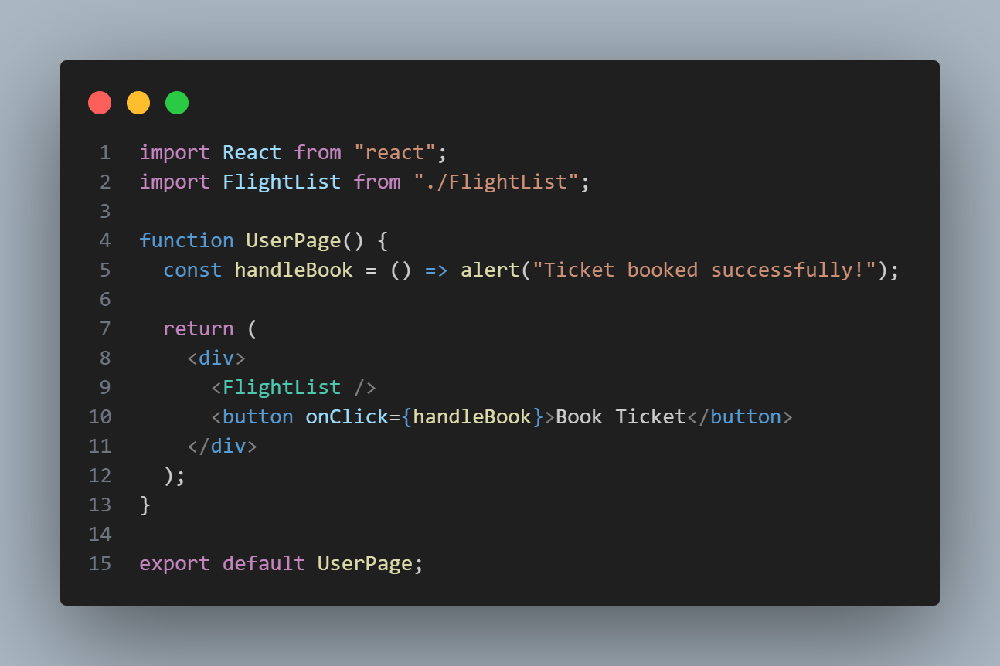 1 import React from "react";
2 import FlightList from "./FlightList";
3
4 function UserPage() {
5   const handleBook = () => alert("Ticket booked successfully!");
6
7   return (
8     <div>
9       <FlightList />
10       <button onClick={handleBook}>Book Ticket</button>
11     </div>
12   );
13 }
14
15 export default UserPage;